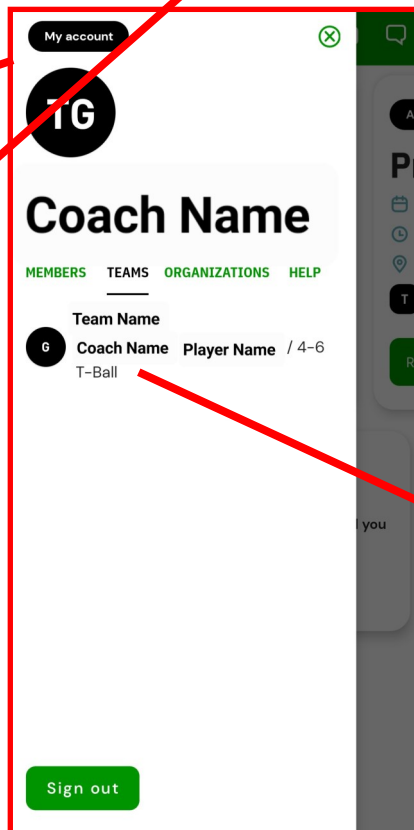 My account
TG
Coach Name
MEMBERS TEAMS ORGANIZATIONS HELP
Team Name
G
Coach Name Player Name / 4-6
T-Ball
you
T
Sign out